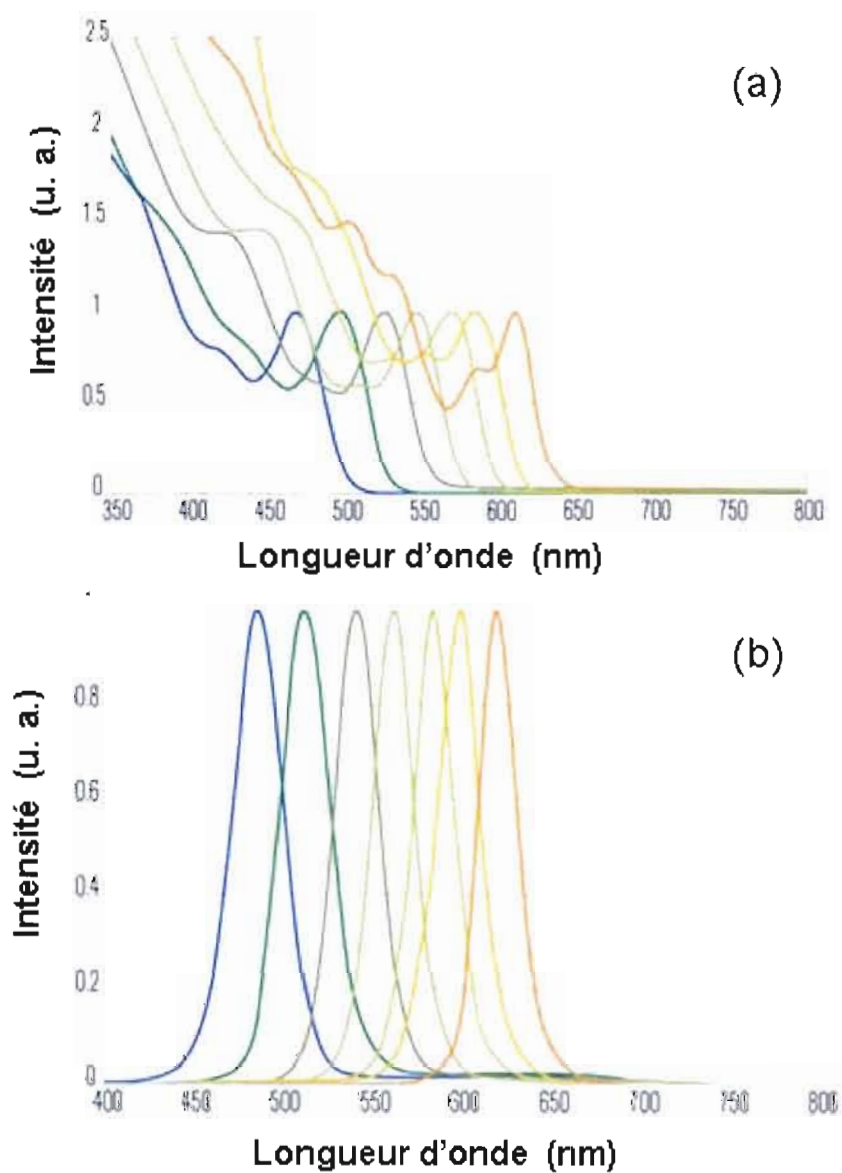 2.5
(a)
2
1.5
1
0.5
0
Intensité (u. a.)
350 400 450 500 550 600 650 700 750 800
Longueur d'onde (nm)
(b)
0.8
0.6
0.4
0.2
0
Intensité (u. a.)
400 450 500 550 600 650 700 750 800
Longueur d'onde (nm)